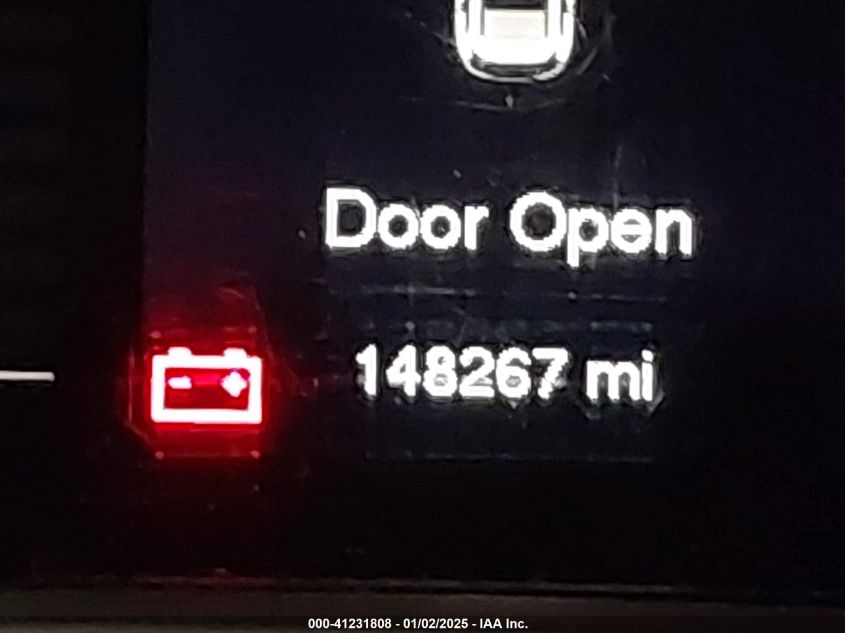 Door Open
148267 mi
000-41231808 - 01/02/2025 - IAA Inc.